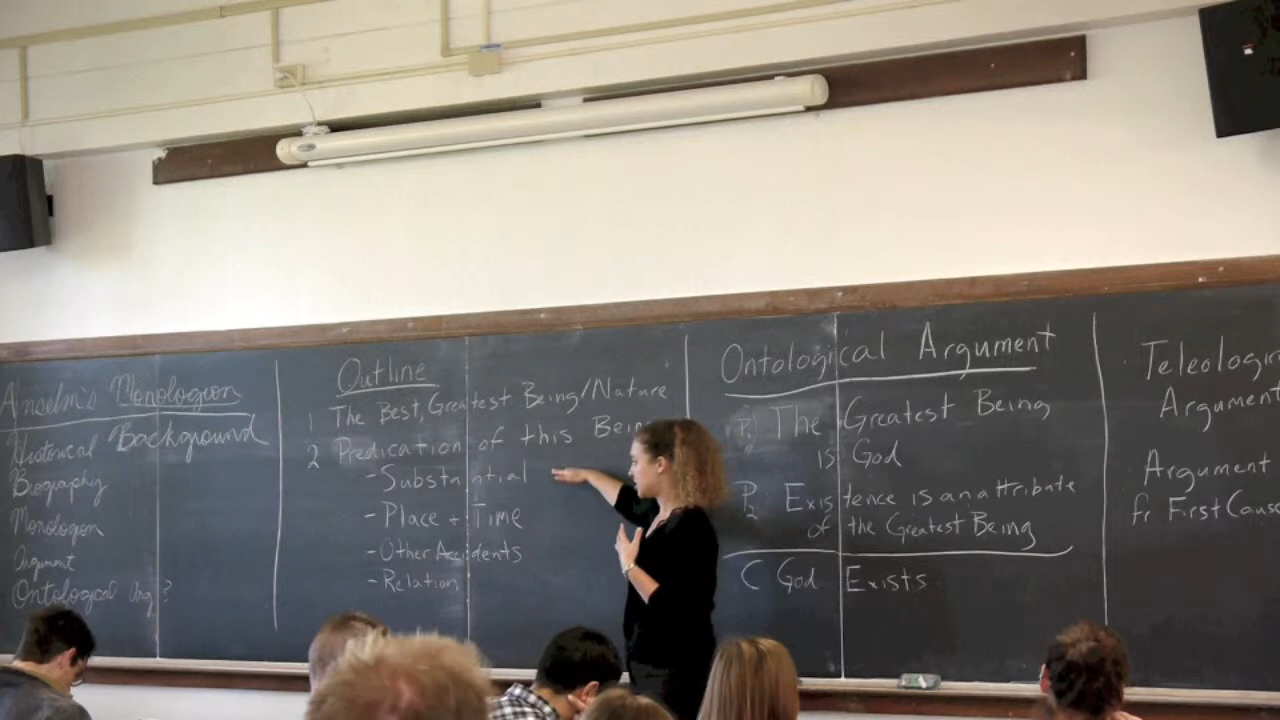 Anselm's Monologion
Historical Background
Biography
Monologion
Argument
Ontological Arg?
Outline
1 The Best, Greatest Being/Nature
2 Predication of this Bein
-Substantial
-Place + Time
-Other Accidents
-Relation
Ontological Argument
P1 The Greatest Being
is God
P2 Existence is an attribute
of the Greatest Being
C God Exists
Teleologi
Argument
Argument
fr First Cause